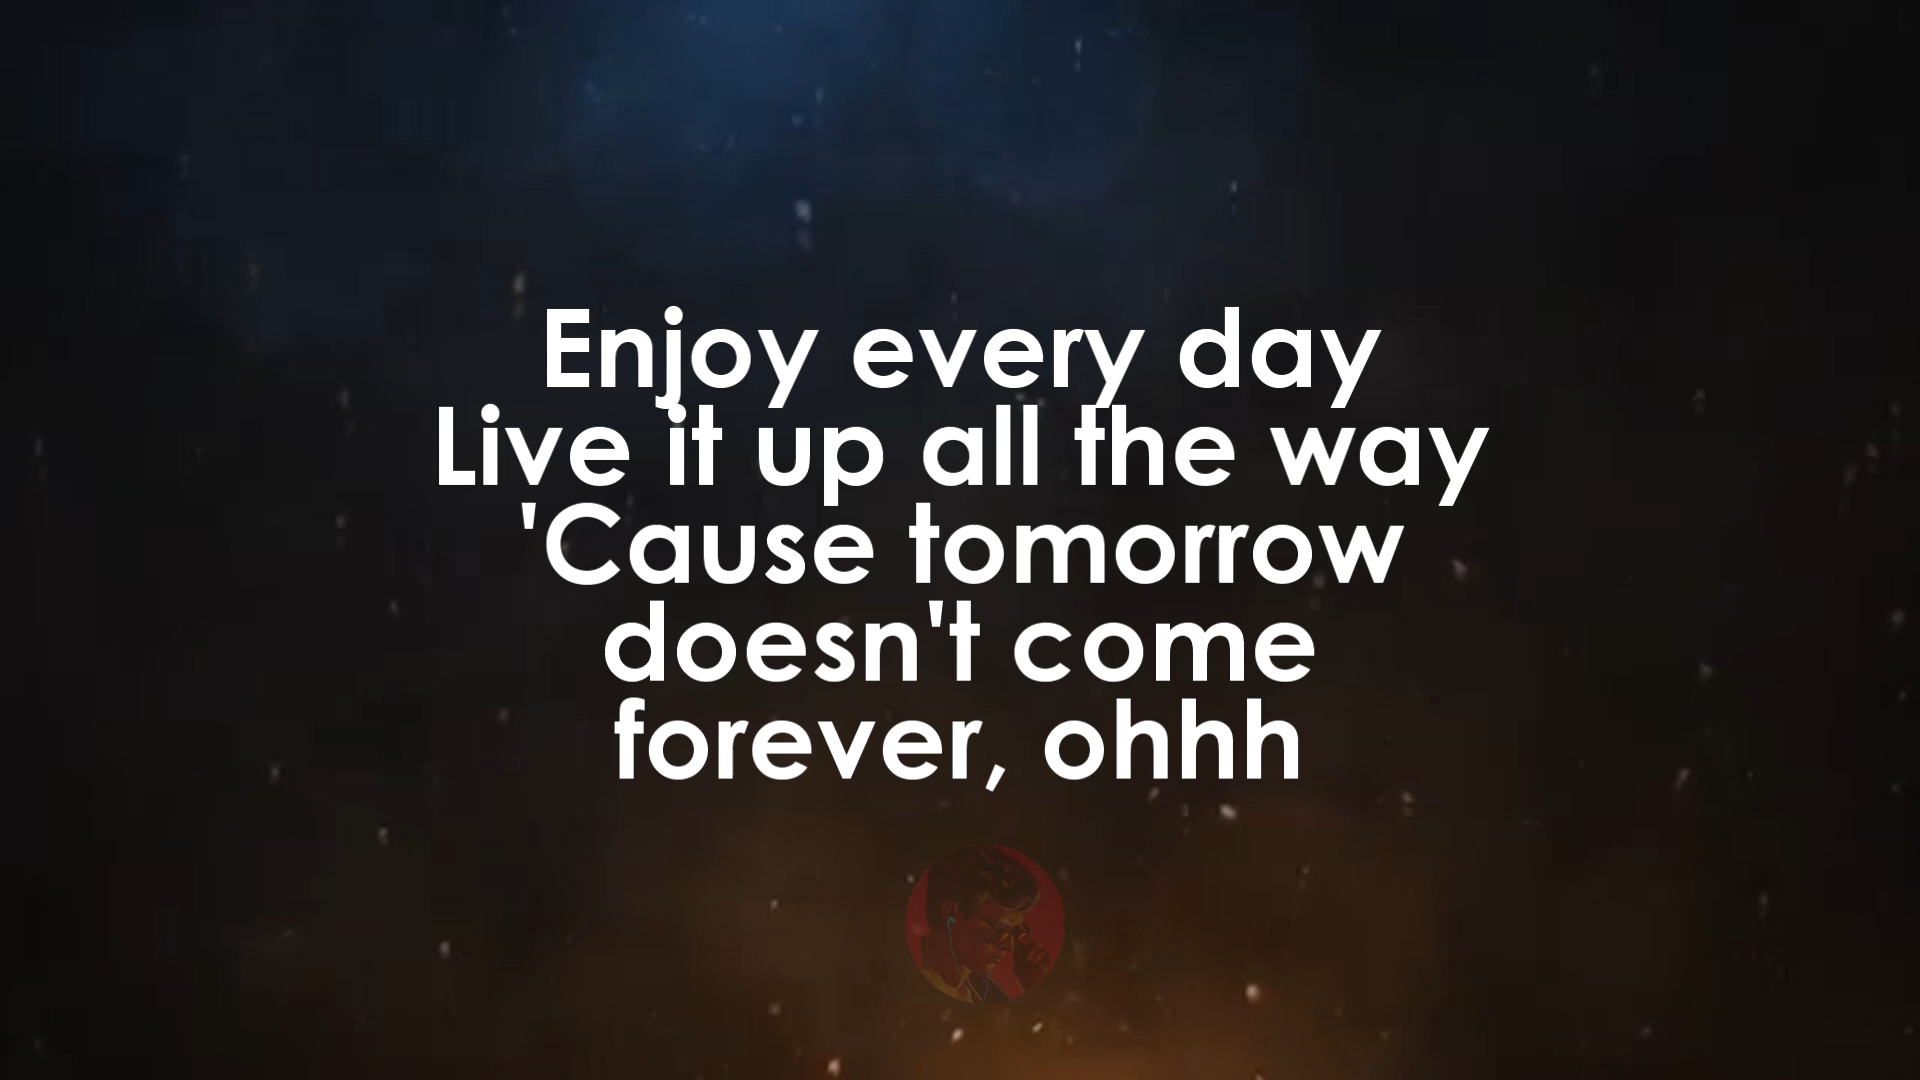 Enjoy every day
Live it up all the way
'Cause tomorrow
doesn't come
forever, ohhh